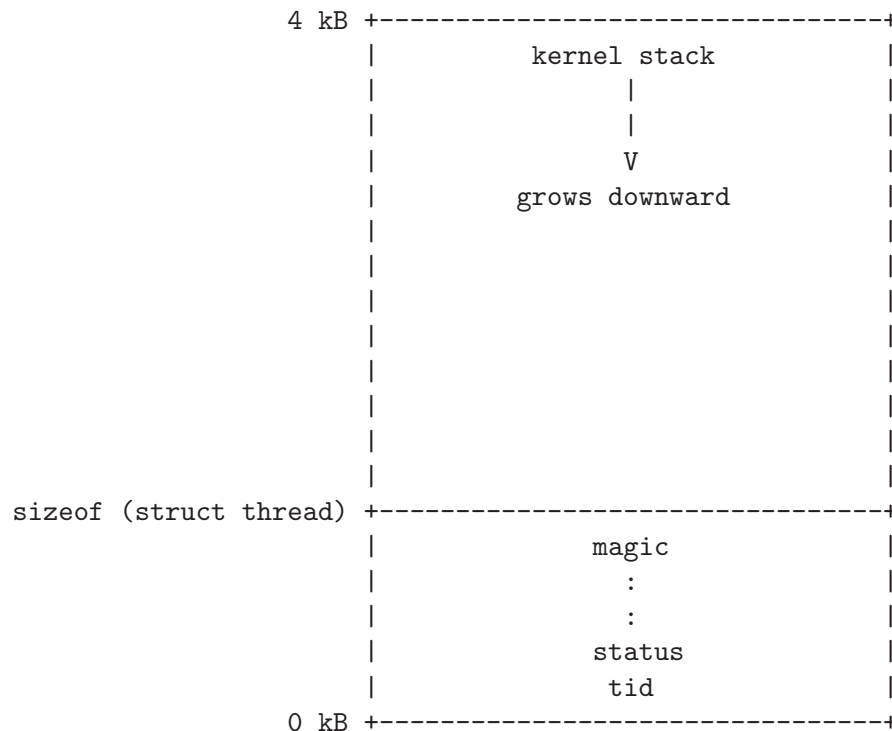 4 kB +---------------------------------+
| kernel stack |
| | |
| | |
| V |
| grows downward |
| |
| |
| |
| |
| |
| |
| |
| |
sizeof (struct thread) +---------------------------------+
| magic |
| : |
| : |
| status |
| tid |
0 kB +---------------------------------+